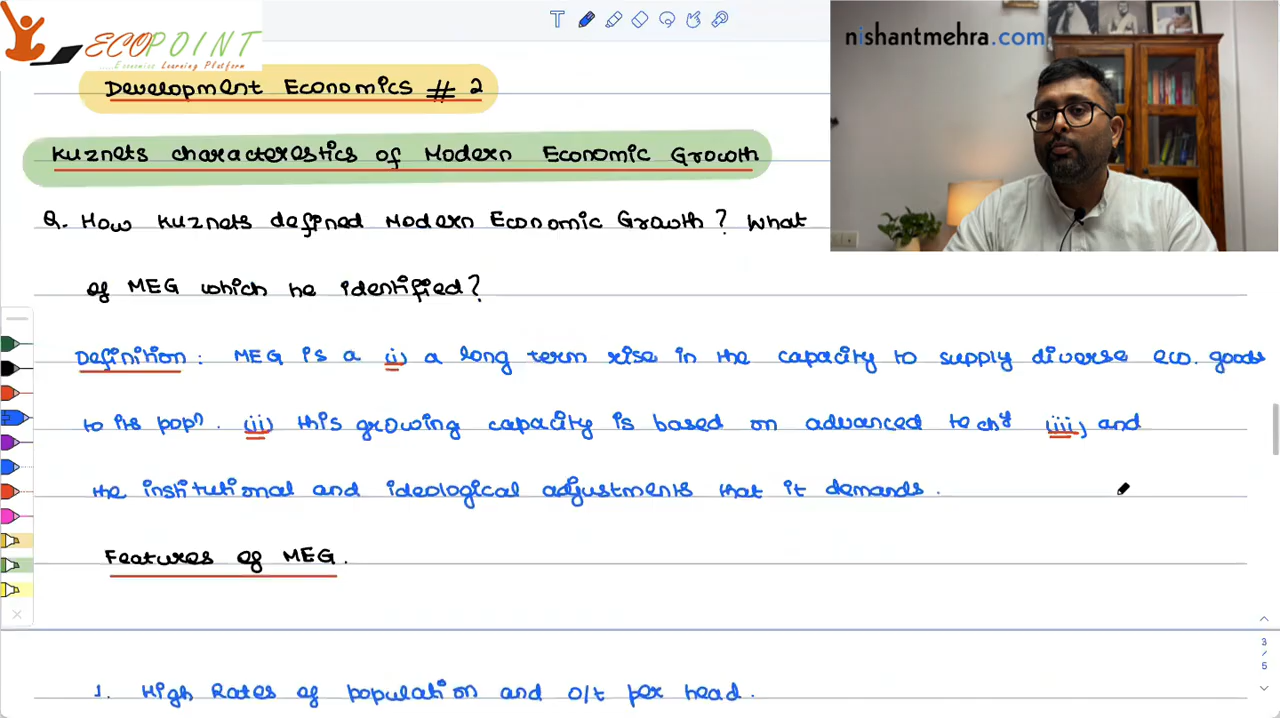 ECOPOINT
.....Economics Learning Platform
nishantmehra.com
Development Economics # 2
Kuznets characterestics of Modern Economic Growth
Q. How Kuznets defined Modern Economic Growth? What
of MEG which he identified?
Definition: MEG is a (i) a long term rise in the capacity to supply diverse eco. goods
to its popⁿ. (ii) this growing capacity is based on advanced techʸ (iii) and
the institutional and ideological adjustments that it demands.
Features of MEG.
3
/
5
1. High Rates of population and o/t per head.